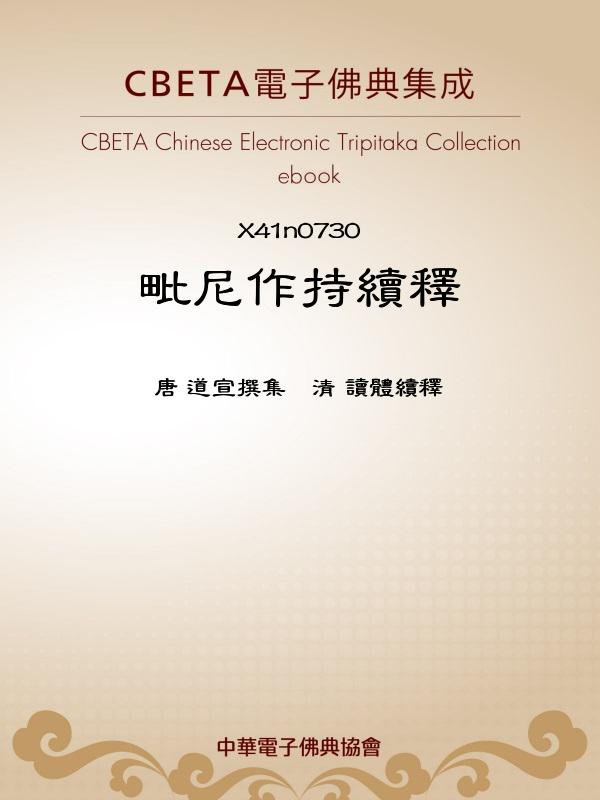 CBETA電子佛典集成
CBETA Chinese Electronic Tripitaka Collection
ebook
X41n0730
毗尼作持續釋
唐 道宣撰集　清 讀體續釋
中華電子佛典協會